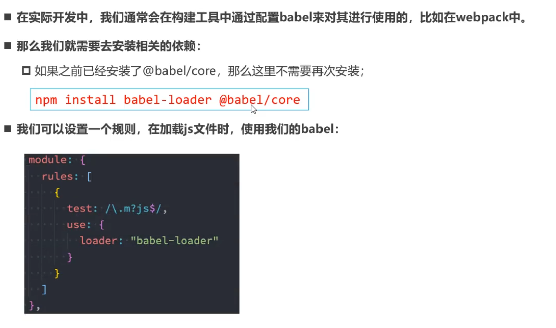 在实际开发中，我们通常会在构建工具中通过配置babel来对其进行使用的，比如在webpack中。
那么我们就需要去安装相关的依赖：
如果之前已经安装了@babel/core，那么这里不需要再次安装；
npm install babel-loader @babel/core
我们可以设置一个规则，在加载js文件时，使用我们的babel：
module: {
rules: [
{
test: /\.m?js$/,
use: {
loader: "babel-loader"
}
}
]
},